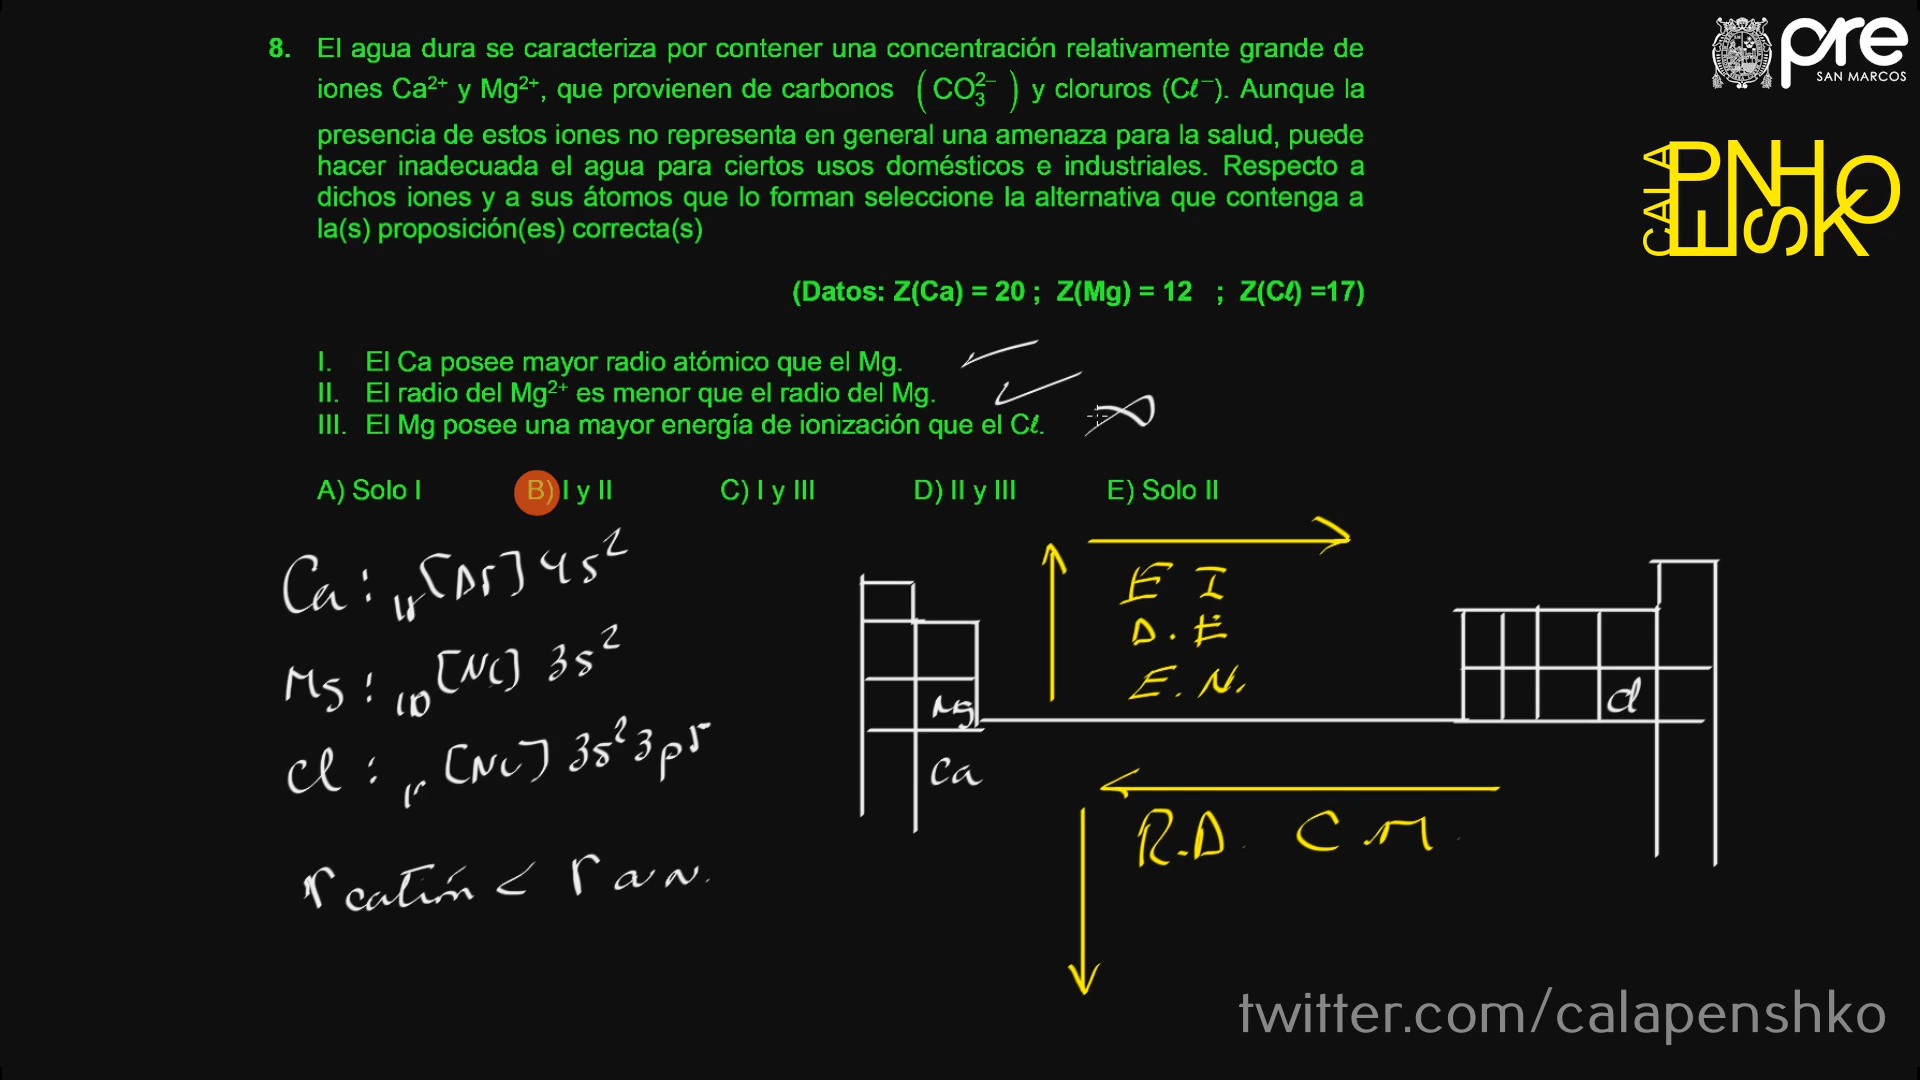 8. El agua dura se caracteriza por contener una concentración relativamente grande de
iones Ca²⁺ y Mg²⁺, que provienen de carbonos (CO₃²⁻) y cloruros (Cℓ⁻). Aunque la
presencia de estos iones no representa en general una amenaza para la salud, puede
hacer inadecuada el agua para ciertos usos domésticos e industriales. Respecto a
dichos iones y a sus átomos que lo forman seleccione la alternativa que contenga a
la(s) proposición(es) correcta(s)
(Datos: Z(Ca) = 20 ; Z(Mg) = 12 ; Z(Cℓ) =17)
I. El Ca posee mayor radio atómico que el Mg.
II. El radio del Mg²⁺ es menor que el radio del Mg.
III. El Mg posee una mayor energía de ionización que el Cℓ.
A) Solo I B) I y II C) I y III D) II y III E) Solo II
Ca : ₁₈[Ar] 4s²
Mg : ₁₀[Ne] 3s²
Cl : ₁₀[Ne] 3s² 3p⁵
r catión < r
E I
E. N.
Mg
Cl
Ca
R.A. C.M.
pre
SAN MARCOS
CALA
PENSHKO
twitter.com/calapenshko